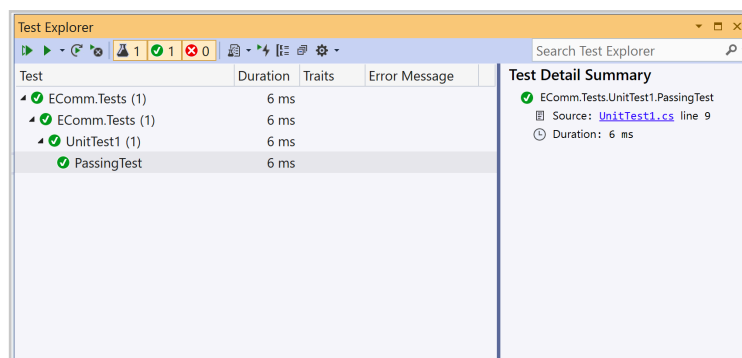 Test Explorer
1 1 0 Search Test Explorer
Test Duration Traits Error Message
EComm.Tests (1) 6 ms
EComm.Tests (1) 6 ms
UnitTest1 (1) 6 ms
PassingTest 6 ms
Test Detail Summary
EComm.Tests.UnitTest1.PassingTest
Source: UnitTest1.cs line 9
Duration: 6 ms